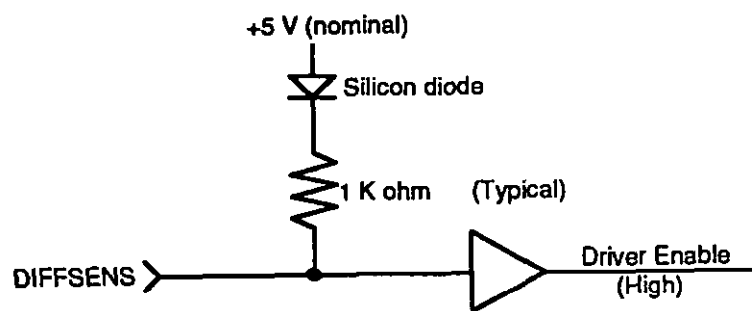 +5 V (nominal)
Silicon diode
1 K ohm (Typical)
DIFFSENS
Driver Enable
(High)